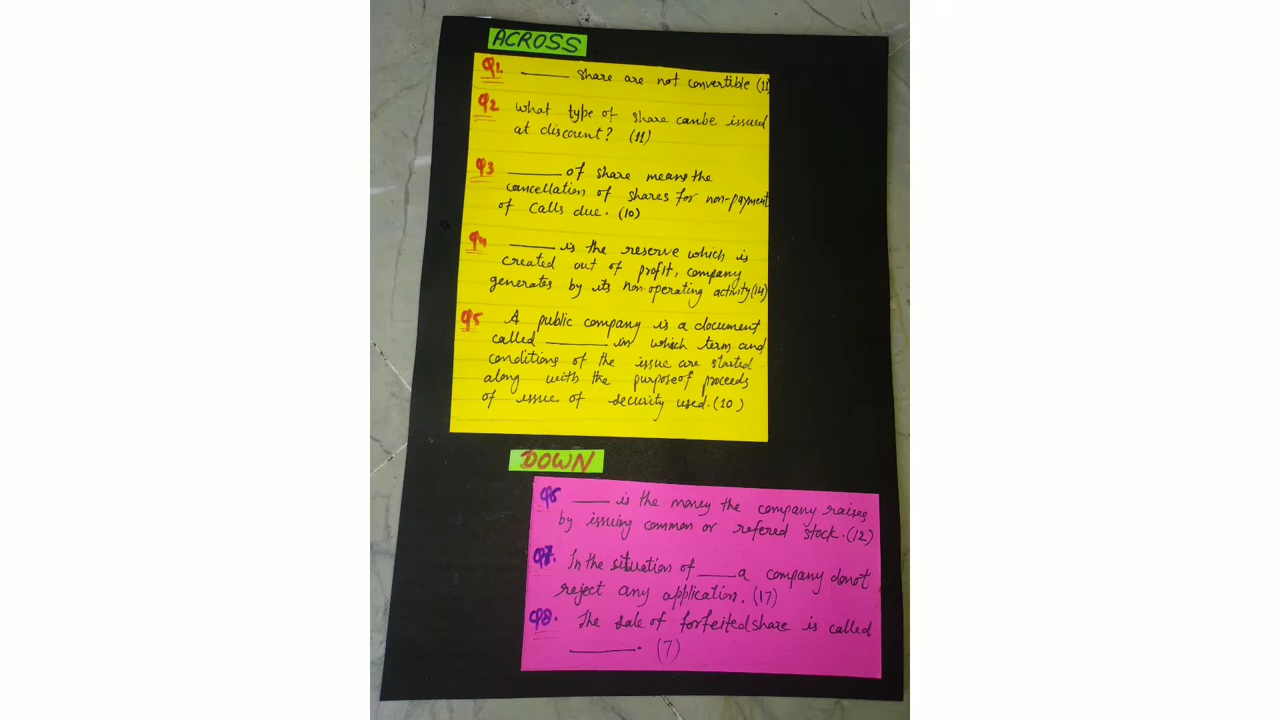 ACROSS
Q1. ______ share are not convertible (11)
Q2 What type of share canbe issued
at discount? (11)
Q3 ______ of share means the
cancellation of shares for non-payment
of calls due. (10)
Q4 ______ is the reserve which is
created out of profit, company
generates by its non-operating activity(14)
Q5 A public company is a document
called ______ in which term and
conditions of the issue are started
along with the purpose of proceeds
of issue of security used. (10)
DOWN
Q6 ____ is the money the company raises
by issuing common or refered stock. (12)
Q7. In the situation of ____ a company donot
reject any application. (17)
Q8. The sale of forfeited share is called
______. (7)